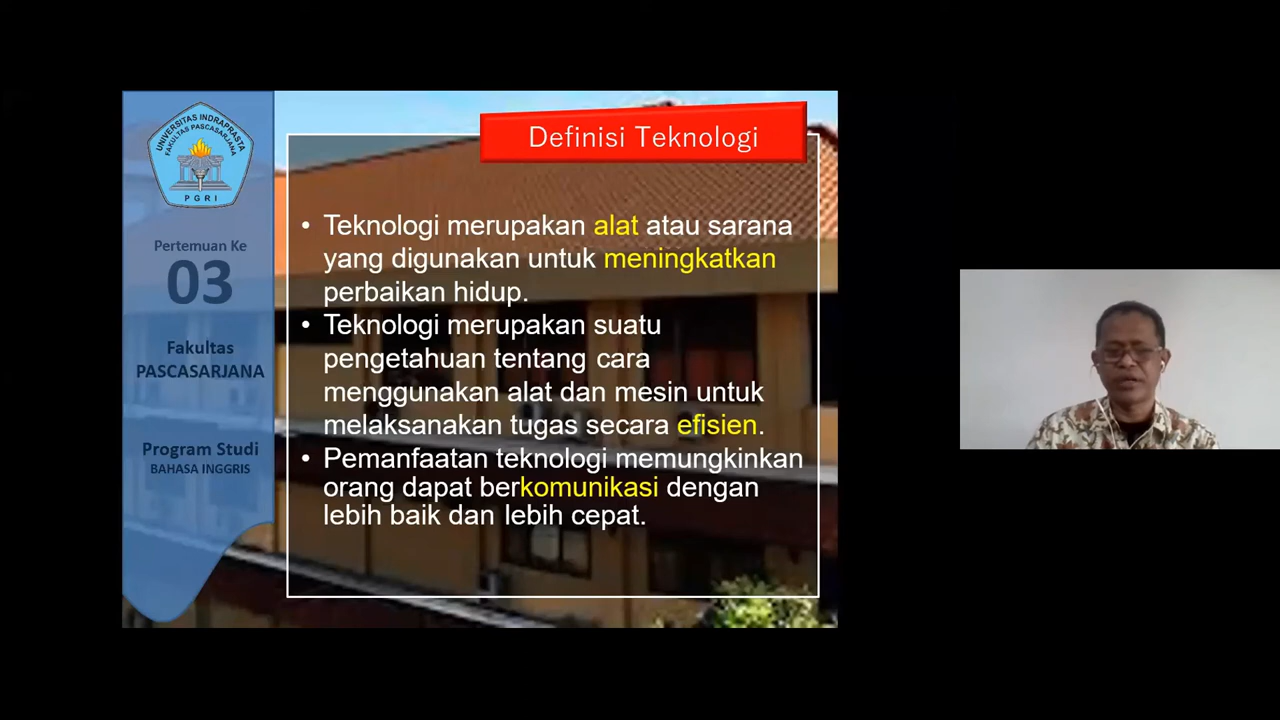 UNIVERSITAS INDRAPRASTA
FAKULTAS PASCASARJANA
PGRI
Pertemuan Ke
03
Fakultas
PASCASARJANA
Program Studi
BAHASA INGGRIS
Definisi Teknologi
• Teknologi merupakan alat atau sarana
yang digunakan untuk meningkatkan
perbaikan hidup.
• Teknologi merupakan suatu
pengetahuan tentang cara
menggunakan alat dan mesin untuk
melaksanakan tugas secara efisien.
• Pemanfaatan teknologi memungkinkan
orang dapat berkomunikasi dengan
lebih baik dan lebih cepat.